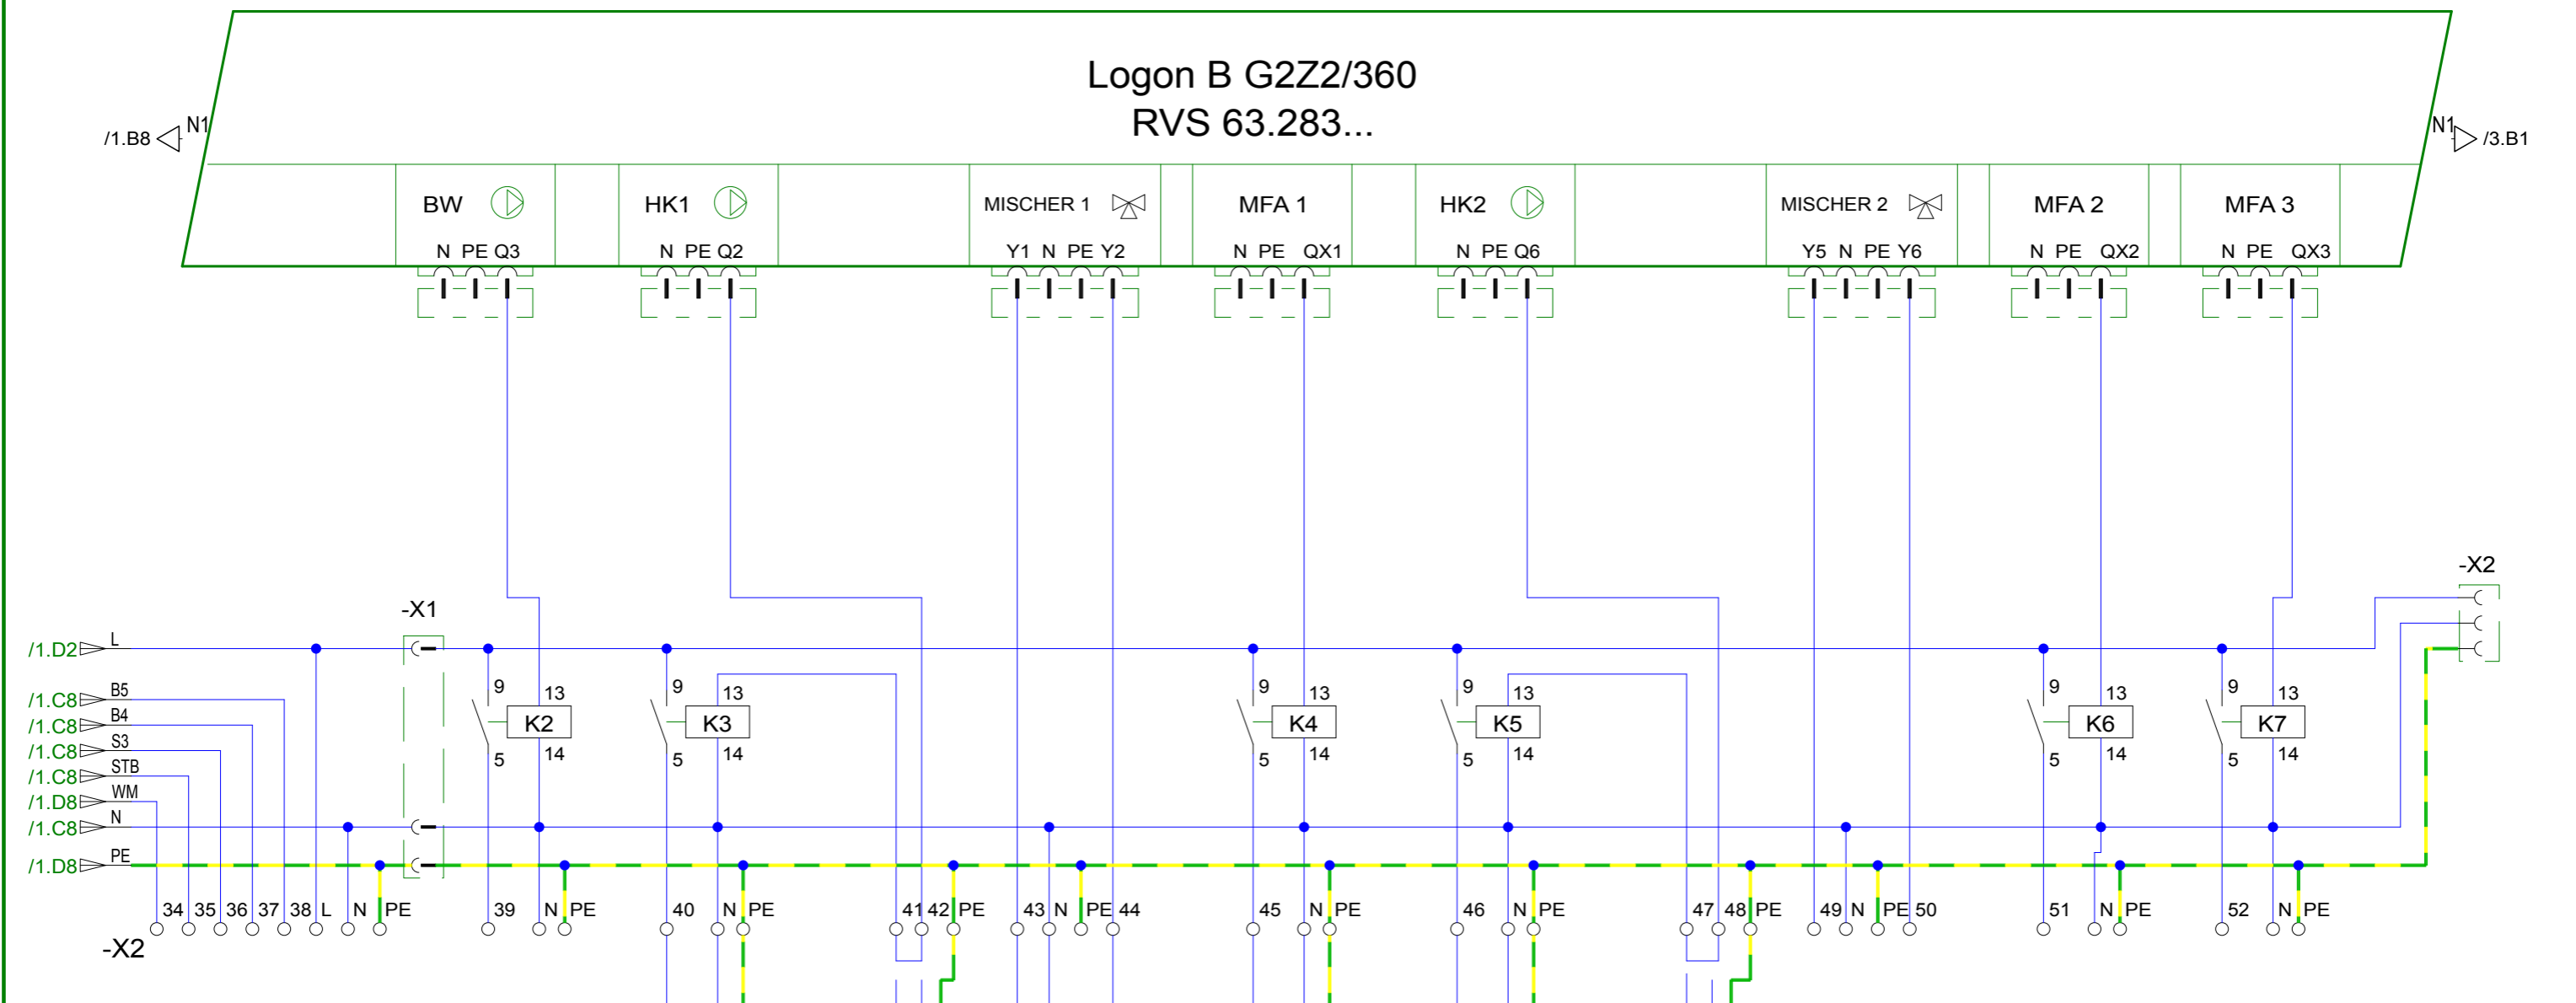 Logon B G2Z2/360
RVS 63.283...
/1.B8 N1
N1 /3.B1
BW HK1 MISCHER 1 MFA 1 HK2 MISCHER 2 MFA 2 MFA 3
N PE Q3 N PE Q2 Y1 N PE Y2 N PE QX1 N PE Q6 Y5 N PE Y6 N PE QX2 N PE QX3
-X2
-X1
/1.D2 L
/1.C8 B5
/1.C8 B4
/1.C8 S3
/1.C8 STB
/1.D8 WM
/1.C8 N
/1.D8 PE
9 13 9 13 9 13 9 13 9 13 9 13
K2 K3 K4 K5 K6 K7
5 14 5 14 5 14 5 14 5 14 5 14
34 35 36 37 38 L N PE 39 N PE 40 N PE 41 42 PE 43 N PE 44 45 N PE 46 N PE 47 48 PE 49 N PE 50 51 N PE 52 N PE
-X2